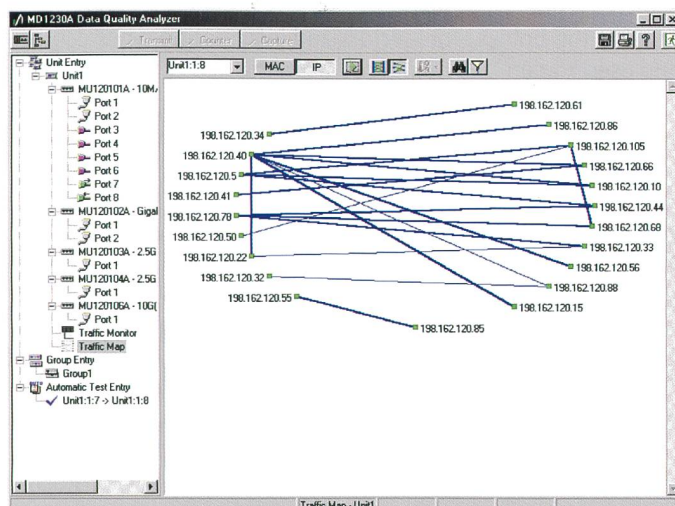 MD1230A Data Quality Analyzer
Transmit
Counter
Capture
Unit1:1:8
MAC
IP
Unit Entry
Unit1
MU120101A - 10M
Port 1
Port 2
Port 3
Port 4
Port 5
Port 6
Port 7
Port 8
MU120102A - Gigal
Port 1
Port 2
MU120103A - 2.5G
Port 1
MU120104A - 2.5G
Port 1
MU120106A - 10G(
Port 1
Traffic Monitor
Traffic Map
Group Entry
Group1
Automatic Test Entry
Unit1:1:7 -> Unit1:1:8
198.162.120.61
198.162.120.34
198.162.120.86
198.162.120.105
198.162.120.40
198.162.120.66
198.162.120.5
198.162.120.10
198.162.120.41
198.162.120.44
198.162.120.78
198.162.120.68
198.162.120.50
198.162.120.33
198.162.120.22
198.162.120.56
198.162.120.32
198.162.120.88
198.162.120.55
198.162.120.15
198.162.120.85
Traffic Map - Unit1